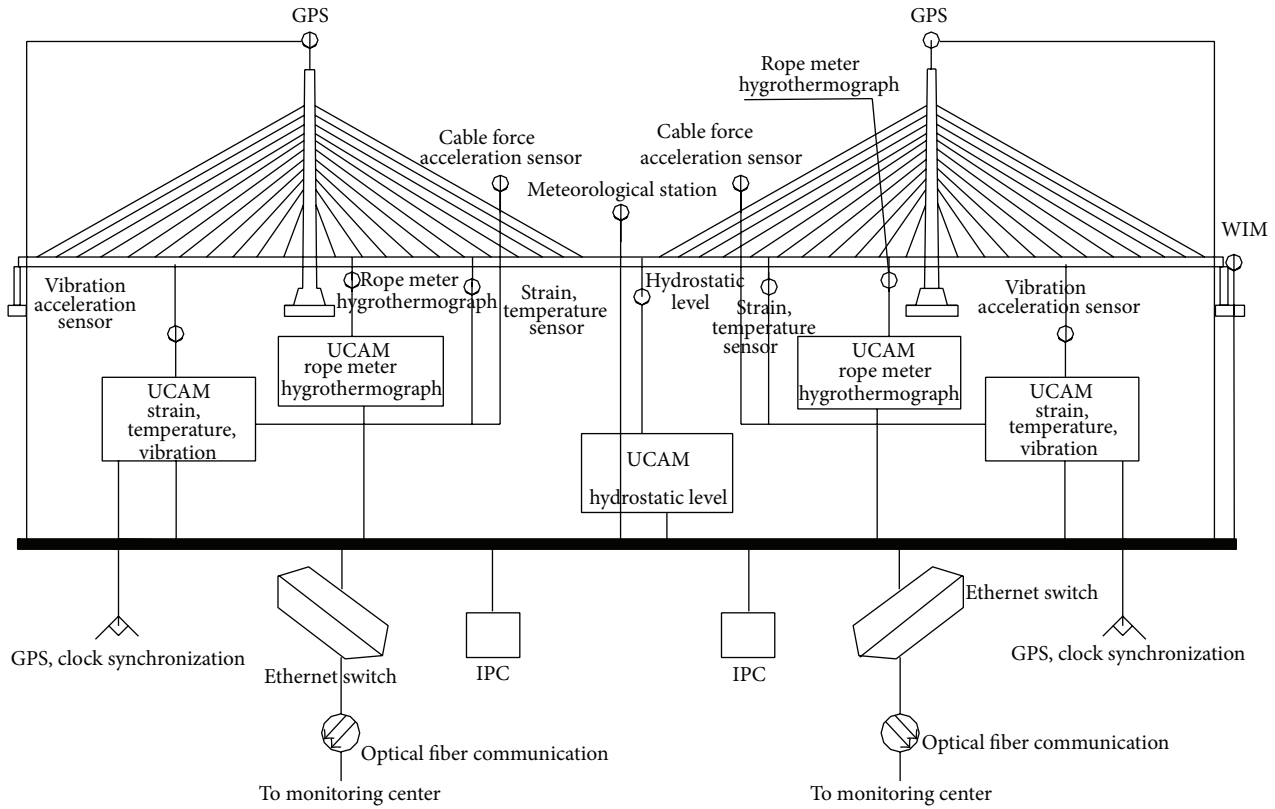 GPS
GPS
Rope meter
hygrothermograph
Cable force
acceleration sensor
Cable force
acceleration sensor
Meteorological station
WIM
Vibration
acceleration
sensor
Rope meter
hygrothermograph
Strain,
temperature
sensor
Hydrostatic
level
Strain,
temperature
sensor
Vibration
acceleration sensor
UCAM
rope meter
hygrothermograph
UCAM
rope meter
hygrothermograph
UCAM
strain,
temperature,
vibration
UCAM
strain,
temperature,
vibration
UCAM
hydrostatic level
Ethernet switch
GPS, clock synchronization
Ethernet switch
IPC
IPC
GPS, clock synchronization
Optical fiber communication
Optical fiber communication
To monitoring center
To monitoring center